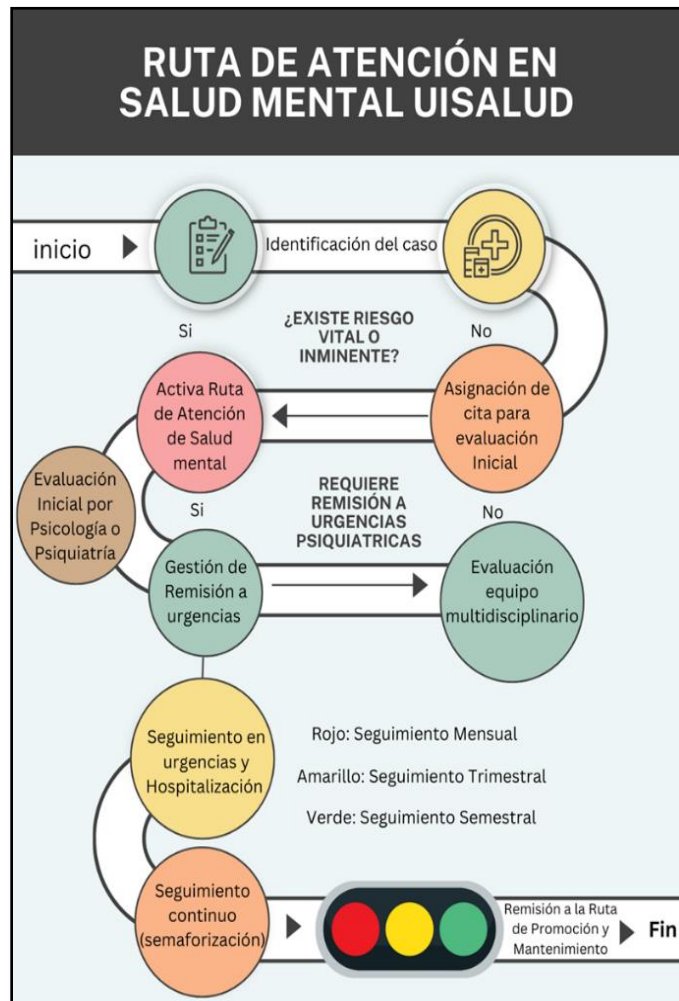 RUTA DE ATENCIÓN EN
SALUD MENTAL UISALUD
inicio
Identificación del caso
¿EXISTE RIESGO
VITAL O
INMINENTE?
Si
No
Activa Ruta
de Atención
de Salud
mental
Asignación de
cita para
evaluación
Inicial
Evaluación
Inicial por
Psicología o
Psiquiatría
REQUIERE
REMISIÓN A
URGENCIAS
PSIQUIATRICAS
Si
No
Gestión de
Remisión a
urgencias
Evaluación
equipo
multidisciplinario
Seguimiento en
urgencias y
Hospitalización
Rojo: Seguimiento Mensual
Amarillo: Seguimiento Trimestral
Verde: Seguimiento Semestral
Seguimiento
continuo
(semaforización)
Remisión a la Ruta
de Promoción y
Mantenimiento
Fin